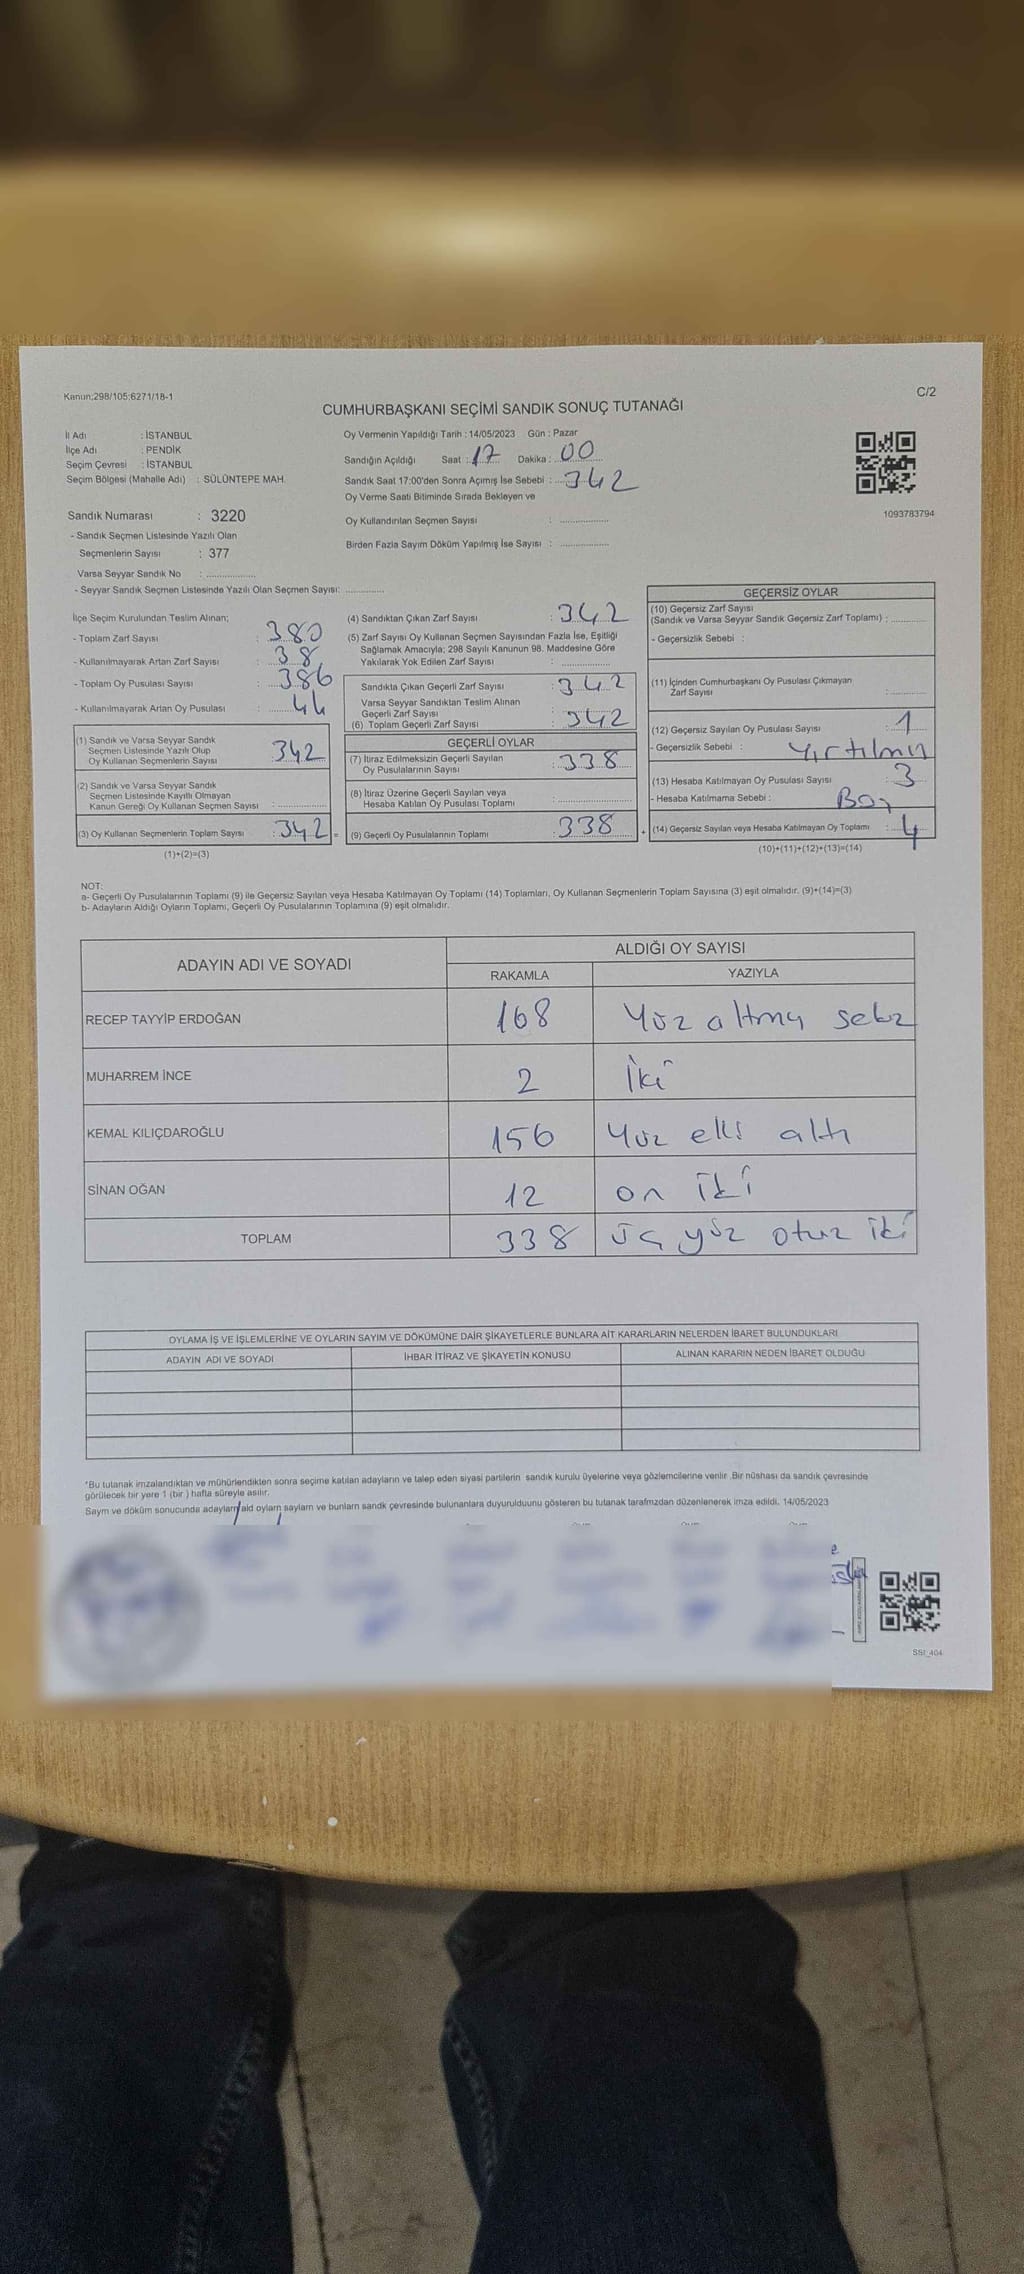 Kanun;298/105;6271/18-1
C/2
CUMHURBAŞKANI SEÇİMİ SANDIK SONUÇ TUTANAĞI
İl Adı : İSTANBUL
İlçe Adı : PENDİK
Seçim Çevresi : İSTANBUL
Seçim Bölgesi (Mahalle Adı) : SÜLÜNTEPE MAH.
Sandık Numarası : 3220
- Sandık Seçmen Listesinde Yazılı Olan
Seçmenlerin Sayısı : 377
Varsa Seyyar Sandık No : ................
- Seyyar Sandık Seçmen Listesinde Yazılı Olan Seçmen Sayısı: .............
Oy Vermenin Yapıldığı Tarih : 14/05/2023 Gün : Pazar
Sandığın Açıldığı Saat : 17 Dakika : 00
Sandık Saat 17:00'den Sonra Açımış İse Sebebi : 342
Oy Verme Saati Bitiminde Sırada Bekleyen ve
Oy Kullandırılan Seçmen Sayısı : ................
Birden Fazla Sayım Döküm Yapılmış İse Sayısı : ................
1093783794
İlçe Seçim Kurulundan Teslim Alınan;
- Toplam Zarf Sayısı : 380
- Kullanılmayarak Artan Zarf Sayısı : 38
- Toplam Oy Pusulası Sayısı : 386
- Kullanılmayarak Artan Oy Pusulası : 44
(1) Sandık ve Varsa Seyyar Sandık
Seçmen Listesinde Yazılı Olup
Oy Kullanan Seçmenlerin Sayısı : 342
(2) Sandık ve Varsa Seyyar Sandık
Seçmen Listesinde Kayıtlı Olmayan
Kanun Gereği Oy Kullanan Seçmen Sayısı : ................
(3) Oy Kullanan Seçmenlerin Toplam Sayısı : 342 =
(1)+(2)=(3)
(4) Sandıktan Çıkan Zarf Sayısı : 342
(5) Zarf Sayısı Oy Kullanan Seçmen Sayısından Fazla İse, Eşitliği
Sağlamak Amacıyla; 298 Sayılı Kanunun 98. Maddesine Göre
Yakılarak Yok Edilen Zarf Sayısı : ................
Sandıkta Çıkan Geçerli Zarf Sayısı : 342
Varsa Seyyar Sandıktan Teslim Alınan
Geçerli Zarf Sayısı
(6) Toplam Geçerli Zarf Sayısı : 342
GEÇERLİ OYLAR
(7) İtiraz Edilmeksizin Geçerli Sayılan
Oy Pusulalarının Sayısı : 338
(8) İtiraz Üzerine Geçerli Sayılan veya
Hesaba Katılan Oy Pusulası Toplamı : ................
(9) Geçerli Oy Pusulalarının Toplamı : 338 +
GEÇERSİZ OYLAR
(10) Geçersiz Zarf Sayısı
(Sandık ve Varsa Seyyar Sandık Geçersiz Zarf Toplamı) : ............
- Geçersizlik Sebebi :
(11) İçinden Cumhurbaşkanı Oy Pusulası Çıkmayan
Zarf Sayısı : ............
(12) Geçersiz Sayılan Oy Pusulası Sayısı : 1
- Geçersizlik Sebebi : Yırtılmış
(13) Hesaba Katılmayan Oy Pusulası Sayısı : 3
- Hesaba Katılmama Sebebi : Boş
(14) Geçersiz Sayılan veya Hesaba Katılmayan Oy Toplamı : 4
(10)+(11)+(12)+(13)=(14)
NOT:
a- Geçerli Oy Pusulalarının Toplamı (9) ile Geçersiz Sayılan veya Hesaba Katılmayan Oy Toplamı (14) Toplamları, Oy Kullanan Seçmenlerin Toplam Sayısına (3) eşit olmalıdır. (9)+(14)=(3)
b- Adayların Aldığı Oyların Toplamı, Geçerli Oy Pusulalarının Toplamına (9) eşit olmalıdır.
ADAYIN ADI VE SOYADI ALDIĞI OY SAYISI
RAKAMLA YAZIYLA
RECEP TAYYİP ERDOĞAN 168 Yüz altmış sekiz
MUHARREM İNCE 2 İki
KEMAL KILIÇDAROĞLU 156 Yüz elli altı
SİNAN OĞAN 12 on iki
TOPLAM 338 üç yüz otuz iki
OYLAMA İŞ VE İŞLEMLERİNE VE OYLARIN SAYIM VE DÖKÜMÜNE DAİR ŞİKAYETLERLE BUNLARA AİT KARARLARIN NELERDEN İBARET BULUNDUKLARI
ADAYIN ADI VE SOYADI İHBAR İTİRAZ VE ŞİKAYETİN KONUSU ALINAN KARARIN NEDEN İBARET OLDUĞU
*Bu tutanak imzalandıktan ve mühürlendikten sonra seçime katılan adayların ve talep eden siyasi partilerin sandık kurulu üyelerine veya gözlemcilerine verilir .Bir nüshası da sandık çevresinde
görülecek bir yere 1 (bir ) hafta süreyle asılır.
Sayım ve döküm sonucunda adayların ald oyların sayların ve bunların sandk çevresinde bulunanlara duyurulduunu gösteren bu tutanak tarafmzdan düzenlenerek imza edildi. 14/05/2023
SSI_404